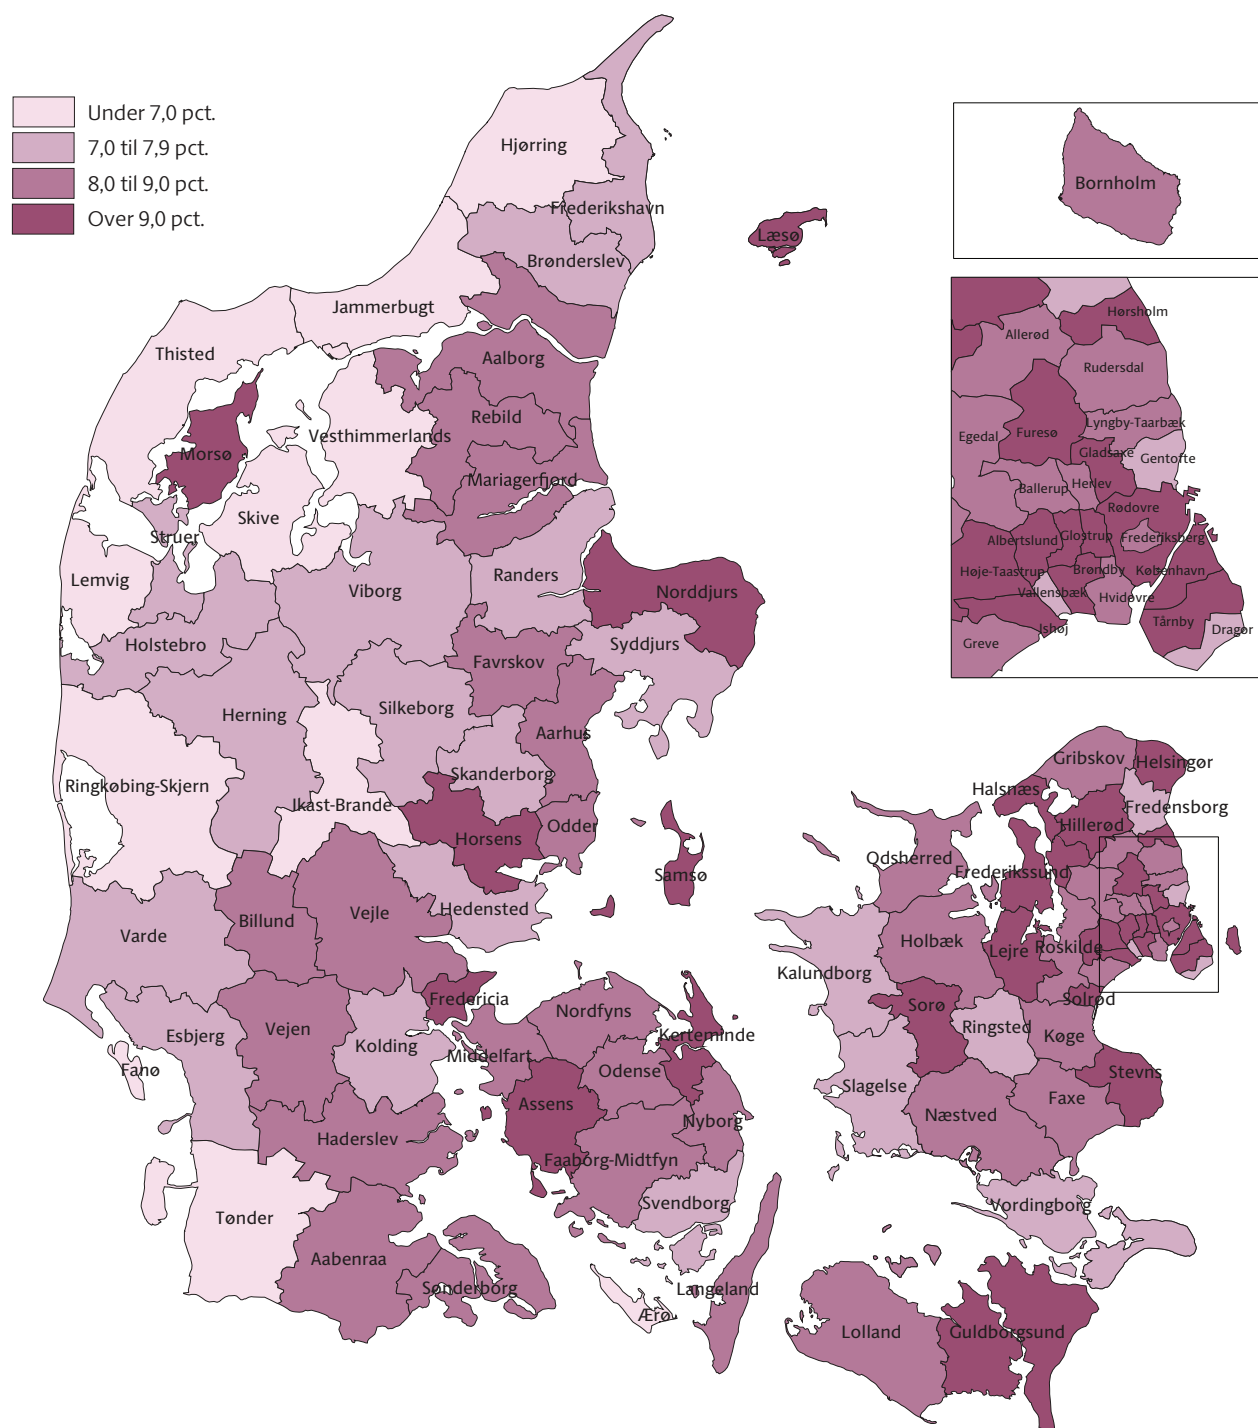 Under 7,0 pct.
7,0 til 7,9 pct.
8,0 til 9,0 pct.
Over 9,0 pct.
Hjørring
Frederikshavn
Læsø
Brønderslev
Jammerbugt
Thisted
Aalborg
Rebild
Vesthimmerlands
Morsø
Mariagerfjord
Skive
Struer
Lemvig
Viborg
Randers
Norddjurs
Holstebro
Syddjurs
Favrskov
Silkeborg
Herning
Aarhus
Skanderborg
Ringkøbing-Skjern
Ikast-Brande
Horsens
Odder
Samsø
Hedensted
Billund
Vejle
Varde
Fredericia
Nordfyns
Vejen
Esbjerg
Kolding
Kerteminde
Middelfart
Fanø
Odense
Assens
Nyborg
Haderslev
Faaborg-Midtfyn
Svendborg
Tønder
Aabenraa
Sønderborg
Langeland
Ærø
Bornholm
Hørsholm
Allerød
Rudersdal
Lyngby-Taarbæk
Egedal
Furesø
Gladsaxe
Gentofte
Ballerup
Herlev
Rødovre
Albertslund
Glostrup
Frederiksberg
Høje-Taastrup
Brøndby
København
Vallensbæk
Hvidovre
Ishøj
Tårnby
Dragør
Greve
Gribskov
Helsingør
Halsnæs
Fredensborg
Hillerød
Odsherred
Frederikssund
Holbæk
Lejre
Roskilde
Kalundborg
Solrød
Sorø
Ringsted
Køge
Stevns
Slagelse
Faxe
Næstved
Vordingborg
Lolland
Guldborgsund